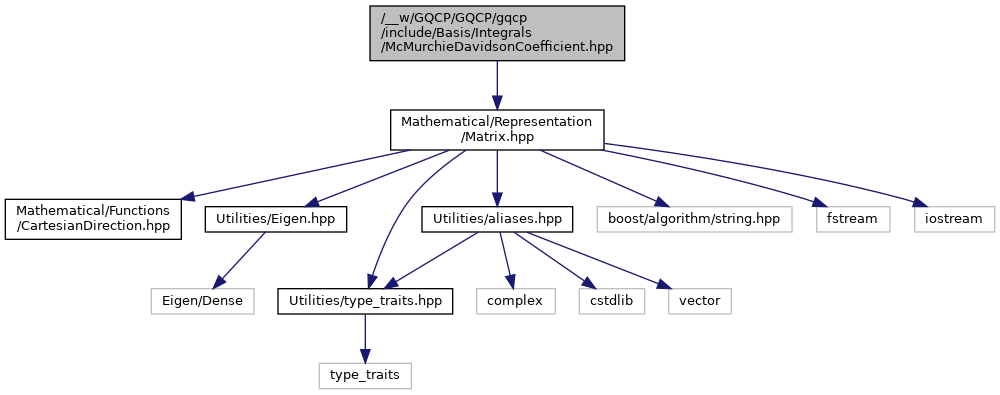 /__w/GQCP/GQCP/gqcp
/include/Basis/Integrals
/McMurchieDavidsonCoefficient.hpp
Mathematical/Representation
/Matrix.hpp
Mathematical/Functions
/CartesianDirection.hpp
Utilities/Eigen.hpp
Utilities/aliases.hpp
boost/algorithm/string.hpp
fstream
iostream
Eigen/Dense
Utilities/type_traits.hpp
complex
cstdlib
vector
type_traits